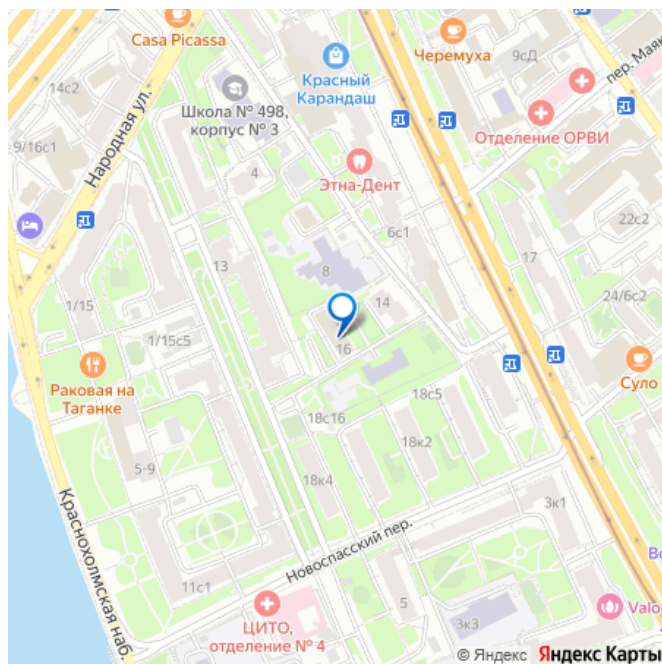 Casa Picassa
Черемуха
9сД
пер. Маяк
14с2
Красный
Карандаш
Школа № 498,
корпус № 3
Народная ул.
9/16с1
Отделение ОРВИ
4
Этна-Дент
22с2
6с1
13
8
17
14
24/6с2
1/15
16
1/15с5
Суло
Раковая на
Таганке
18с5
18с16
18к2
5-9
18к4
3к1
Краснохолмская наб.
Новоспасский пер.
11с1
Во
5
ЦИТО,
отделение № 4
3к3
Valo
© Яндекс Яндекс Карты